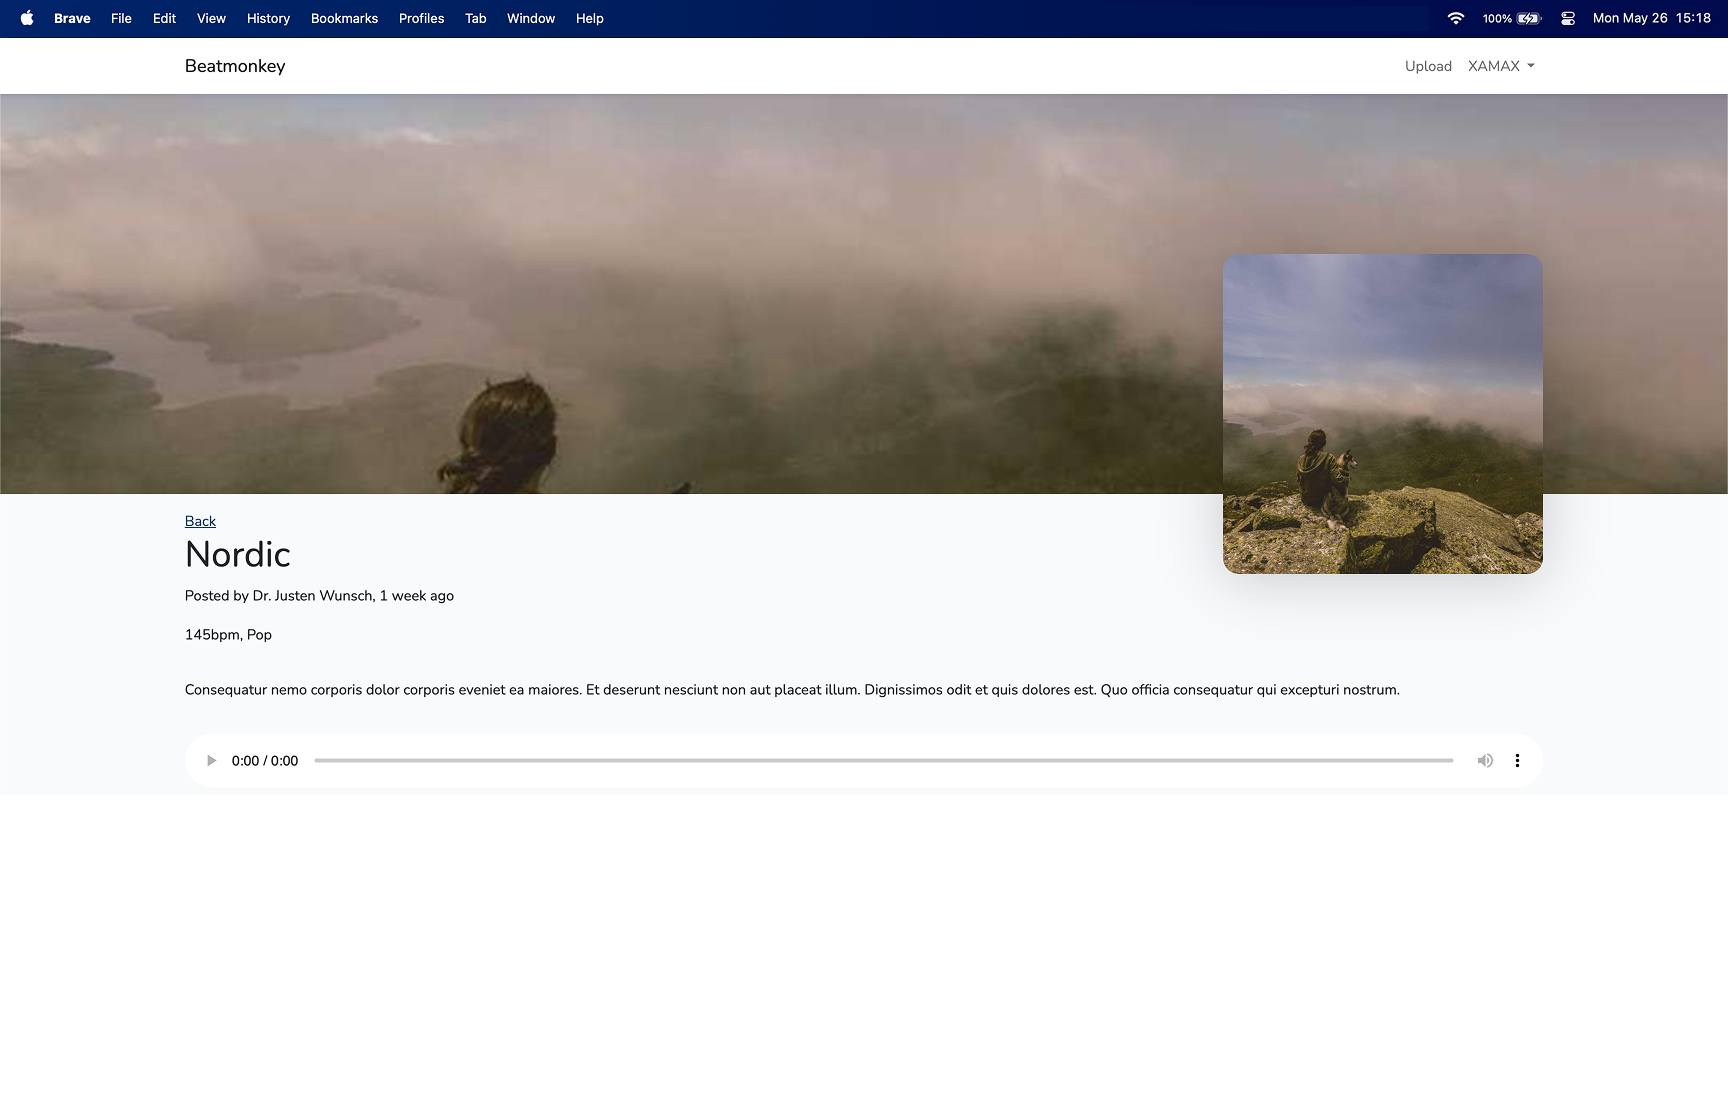 Brave File Edit View History Bookmarks Profiles Tab Window Help 100% Mon May 26 15:18
Beatmonkey Upload XAMAX
Back
Nordic
Posted by Dr. Justen Wunsch, 1 week ago
145bpm, Pop
Consequatur nemo corporis dolor corporis eveniet ea maiores. Et deserunt nesciunt non aut placeat illum. Dignissimos odit et quis dolores est. Quo officia consequatur qui excepturi nostrum.
0:00 / 0:00